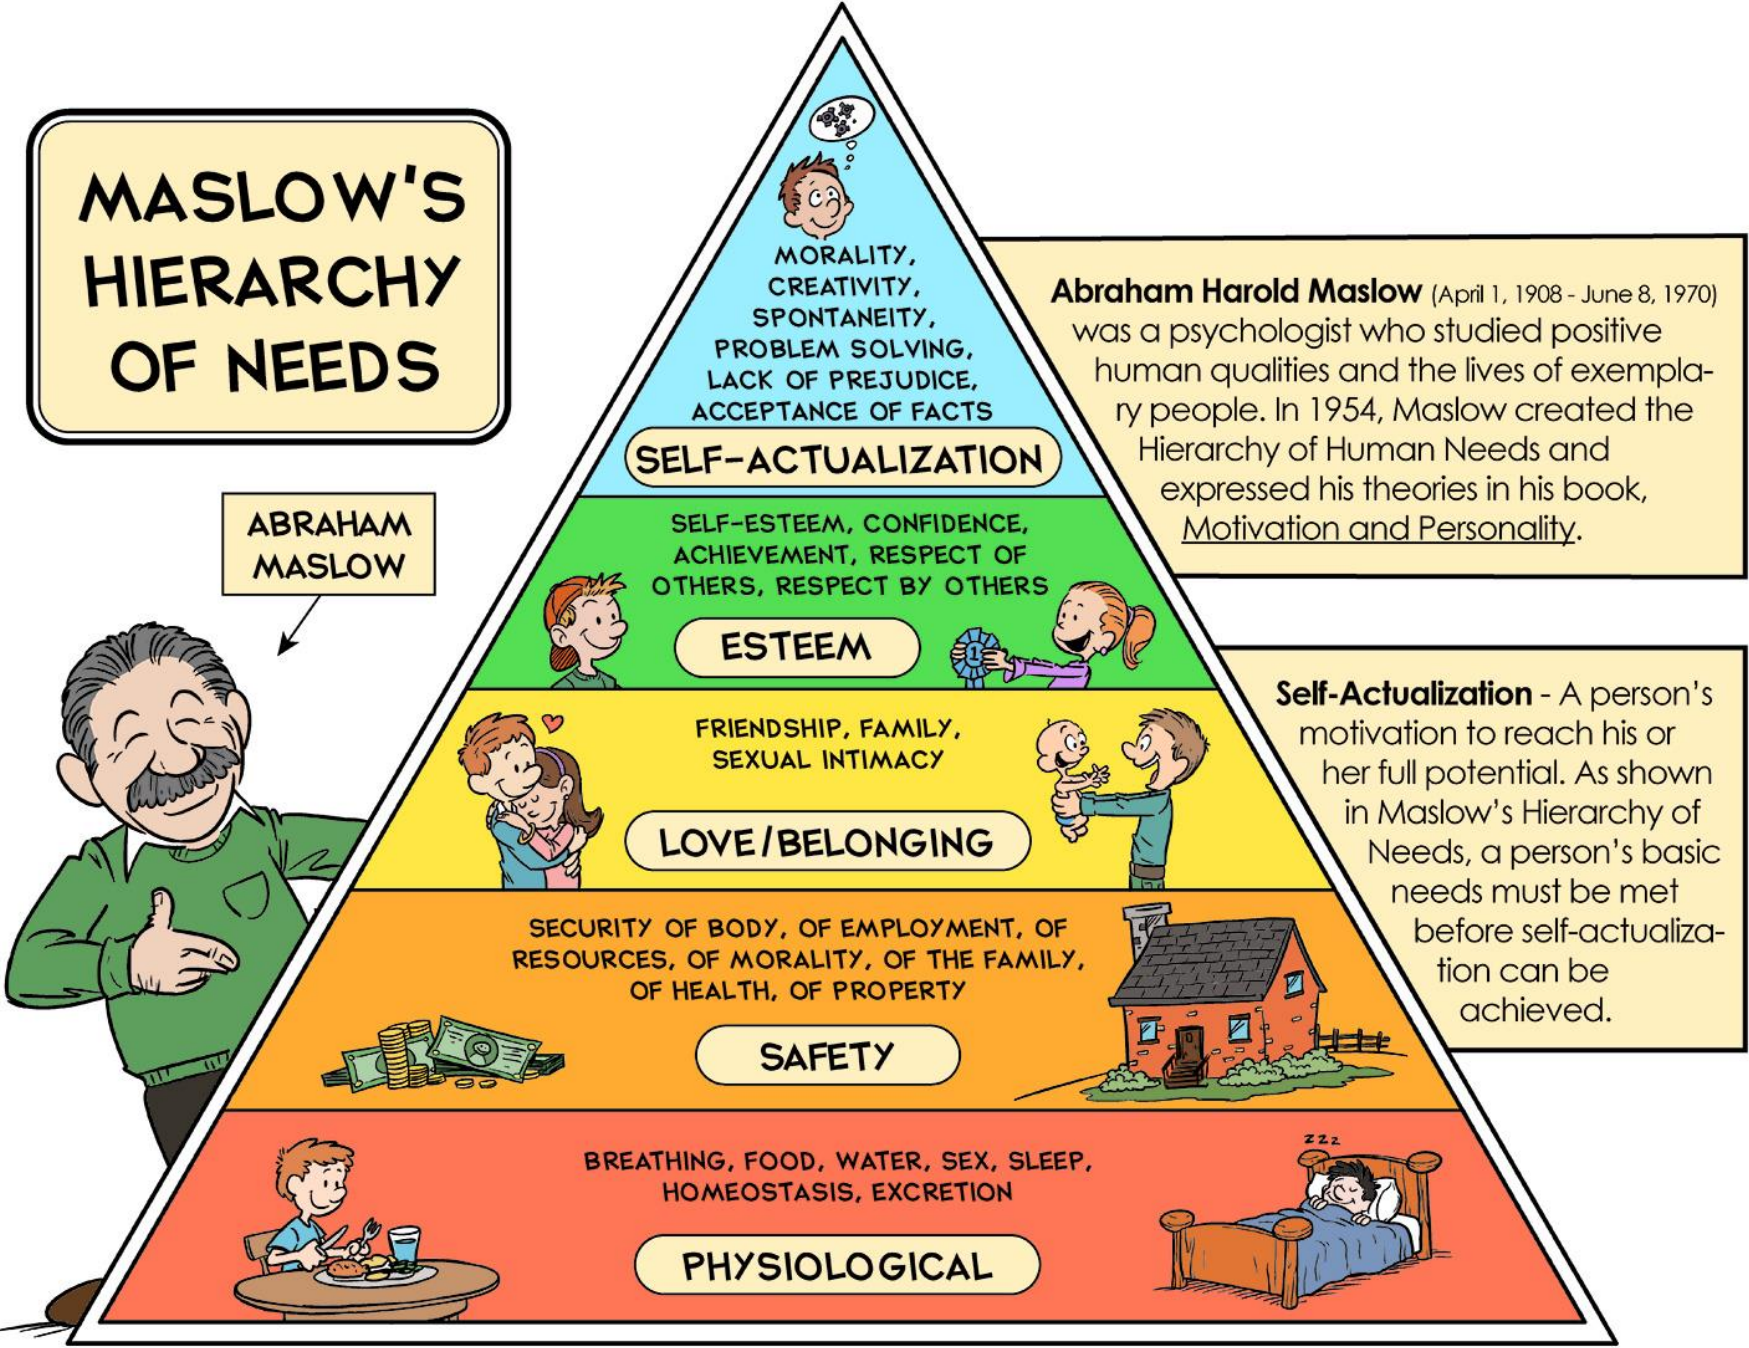 MASLOW'S
HIERARCHY
OF NEEDS
ABRAHAM
MASLOW
MORALITY,
CREATIVITY,
SPONTANEITY,
PROBLEM SOLVING,
LACK OF PREJUDICE,
ACCEPTANCE OF FACTS
SELF-ACTUALIZATION
SELF-ESTEEM, CONFIDENCE,
ACHIEVEMENT, RESPECT OF
OTHERS, RESPECT BY OTHERS
1
ESTEEM
FRIENDSHIP, FAMILY,
SEXUAL INTIMACY
LOVE/BELONGING
SECURITY OF BODY, OF EMPLOYMENT, OF
RESOURCES, OF MORALITY, OF THE FAMILY,
OF HEALTH, OF PROPERTY
SAFETY
zzz
BREATHING, FOOD, WATER, SEX, SLEEP,
HOMEOSTASIS, EXCRETION
PHYSIOLOGICAL
Abraham Harold Maslow (April 1, 1908 - June 8, 1970)
was a psychologist who studied positive
human qualities and the lives of exempla-
ry people. In 1954, Maslow created the
Hierarchy of Human Needs and
expressed his theories in his book,
Motivation and Personality.
Self-Actualization - A person's
motivation to reach his or
her full potential. As shown
in Maslow's Hierarchy of
Needs, a person's basic
needs must be met
before self-actualiza-
tion can be
achieved.